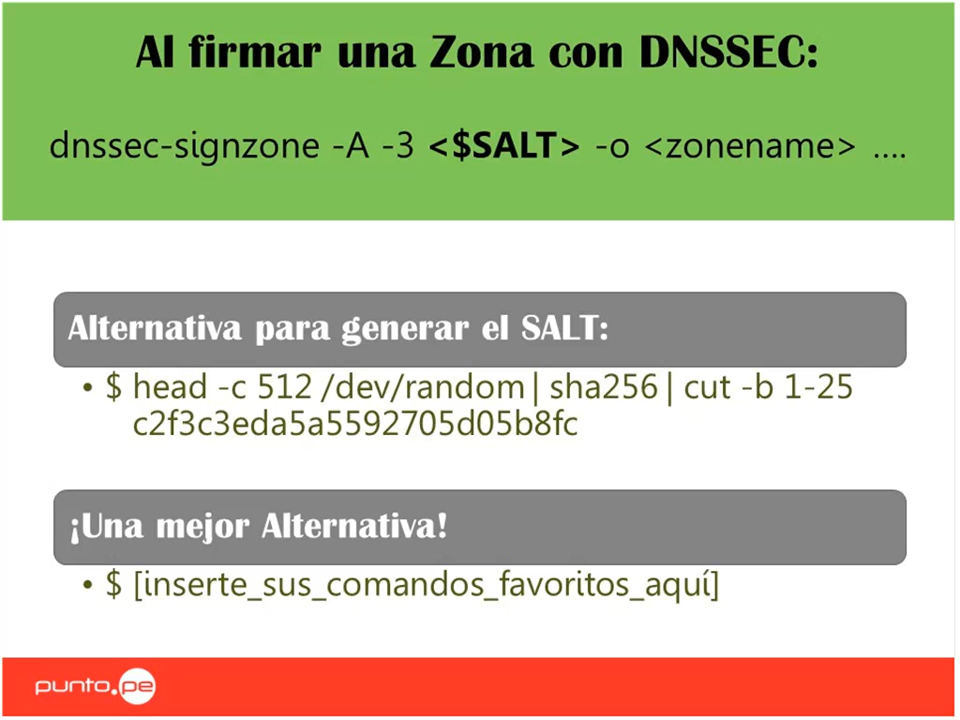 Al firmar una Zona con DNSSEC:
dnssec-signzone -A -3 <$SALT> -o <zonename> ....
Alternativa para generar el SALT:
• $ head -c 512 /dev/random | sha256 | cut -b 1-25
c2f3c3eda5a5592705d05b8fc
¡Una mejor Alternativa!
• $ [inserte_sus_comandos_favoritos_aquí]
punto.pe